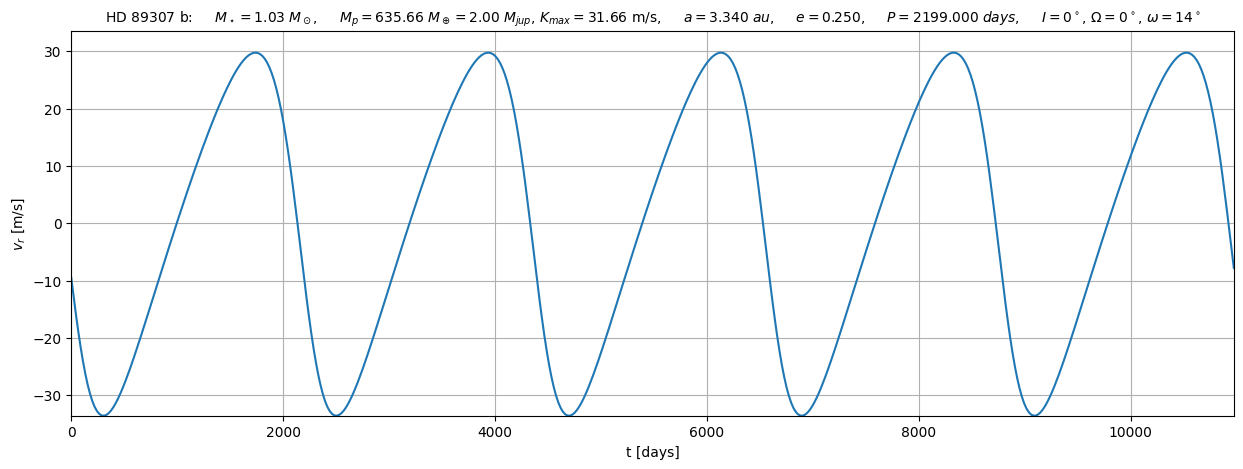 HD 89307 b: M⋆ = 1.03 M⊙, Mp = 635.66 M⊕ = 2.00 Mjup, Kmax = 31.66 m/s, a = 3.340 au, e = 0.250, P = 2199.000 days, I = 0°, Ω = 0°, ω = 14°
30
20
10
0
−10
−20
−30
vr [m/s]
0 2000 4000 6000 8000 10000
t [days]